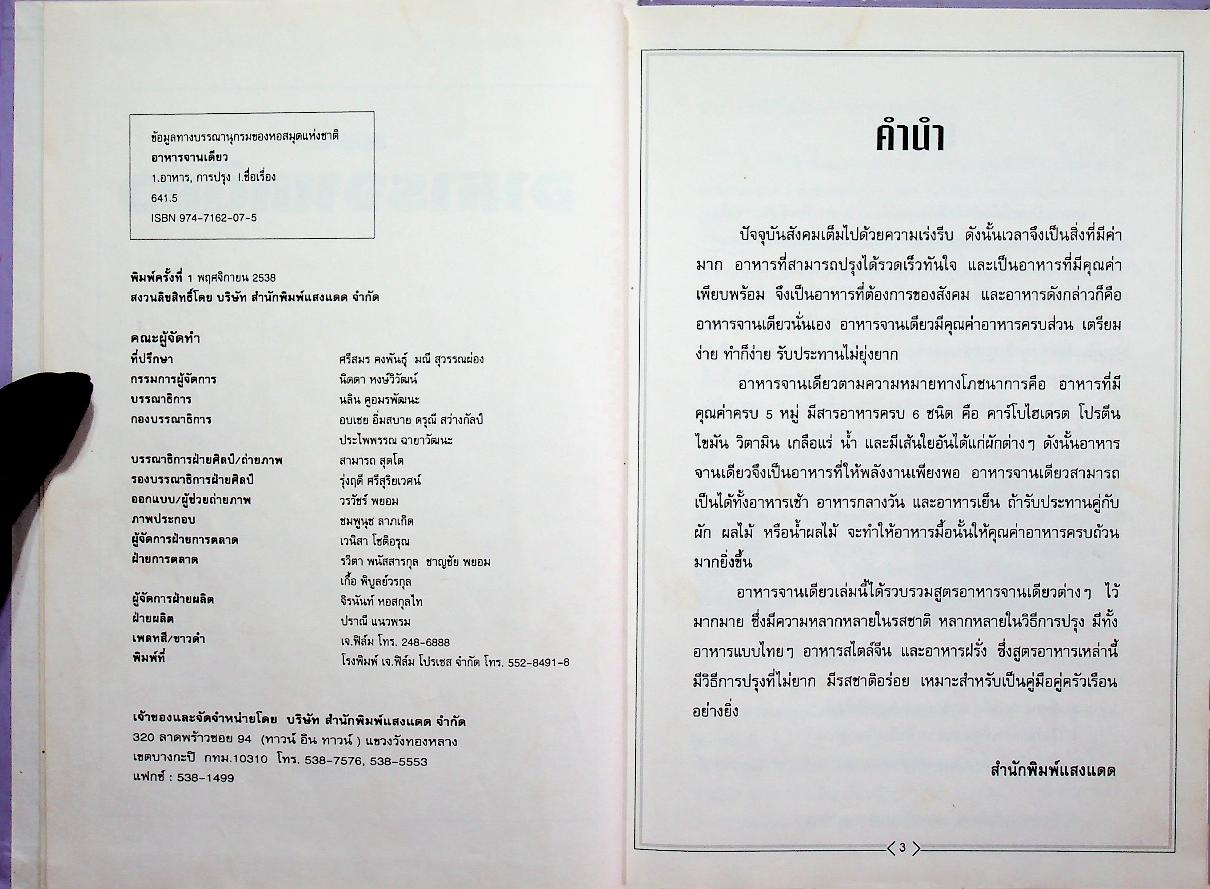 ข้อมูลทางบรรณานุกรมของหอสมุดแห่งชาติ
อาหารจานเดียว
1.อาหาร, การปรุง I.ชื่อเรื่อง
641.5
ISBN 974-7162-07-5
พิมพ์ครั้งที่ 1 พฤศจิกายน 2538
สงวนลิขสิทธิ์โดย บริษัท สำนักพิมพ์แสงแดด จำกัด
คณะผู้จัดทำ
ที่ปรึกษา ศรีสมร คงพันธุ์ มณี สุวรรณผ่อง
กรรมการผู้จัดการ นิดดา หงษ์วิวัฒน์
บรรณาธิการ นลิน คูอมรพัฒนะ
กองบรรณาธิการ อบเชย อิ่มสบาย ดรุณี สว่างกัลป์
ประไพพรรณ ฉายาวัฒนะ
บรรณาธิการฝ่ายศิลป์/ถ่ายภาพ สามารถ สุดโต
รองบรรณาธิการฝ่ายศิลป์ รุ่งฤดี ศรีสุริยเวศน์
ออกแบบ/ผู้ช่วยถ่ายภาพ วรวัชร์ พยอม
ภาพประกอบ ชมพูนุช ลาภเกิด
ผู้จัดการฝ่ายการตลาด เวนิสา โชติอรุณ
ฝ่ายการตลาด รวิตา พนัสสารกุล ชาญชัย พยอม
เกื้อ พิบูลย์วรกุล
ผู้จัดการฝ่ายผลิต จิรนันท์ หอสกุลไท
ฝ่ายผลิต ปราณี แนวพรม
เพลทสี/ขาวดำ เจ.ฟิล์ม โทร. 248-6888
พิมพ์ที่ โรงพิมพ์ เจ.ฟิล์ม โปรเซส จำกัด โทร. 552-8491-8
เจ้าของและจัดจำหน่ายโดย บริษัท สำนักพิมพ์แสงแดด จำกัด
320 ลาดพร้าวซอย 94 (ทาวน์ อิน ทาวน์ ) แขวงวังทองหลาง
เขตบางกะปิ กทม.10310 โทร. 538-7576, 538-5553
แฟกซ์ : 538-1499
คำนำ
ปัจจุบันสังคมเต็มไปด้วยความเร่งรีบ ดังนั้นเวลาจึงเป็นสิ่งที่มีค่า
มาก อาหารที่สามารถปรุงได้รวดเร็วทันใจ และเป็นอาหารที่มีคุณค่า
เพียบพร้อม จึงเป็นอาหารที่ต้องการของสังคม และอาหารดังกล่าวก็คือ
อาหารจานเดียวนั่นเอง อาหารจานเดียวมีคุณค่าอาหารครบส่วน เตรียม
ง่าย ทำก็ง่าย รับประทานไม่ยุ่งยาก
อาหารจานเดียวตามความหมายทางโภชนาการคือ อาหารที่มี
คุณค่าครบ 5 หมู่ มีสารอาหารครบ 6 ชนิด คือ คาร์โบไฮเดรต โปรตีน
ไขมัน วิตามิน เกลือแร่ น้ำ และมีเส้นใยอันได้แก่ผักต่างๆ ดังนั้นอาหาร
จานเดียวจึงเป็นอาหารที่ให้พลังงานเพียงพอ อาหารจานเดียวสามารถ
เป็นได้ทั้งอาหารเช้า อาหารกลางวัน และอาหารเย็น ถ้ารับประทานคู่กับ
ผัก ผลไม้ หรือน้ำผลไม้ จะทำให้อาหารมื้อนั้นให้คุณค่าอาหารครบถ้วน
มากยิ่งขึ้น
อาหารจานเดียวเล่มนี้ได้รวบรวมสูตรอาหารจานเดียวต่างๆ ไว้
มากมาย ซึ่งมีความหลากหลายในรสชาติ หลากหลายในวิธีการปรุง มีทั้ง
อาหารแบบไทยๆ อาหารสไตล์จีน และอาหารฝรั่ง ซึ่งสูตรอาหารเหล่านี้
มีวิธีการปรุงที่ไม่ยาก มีรสชาติอร่อย เหมาะสำหรับเป็นคู่มือคู่ครัวเรือน
อย่างยิ่ง
สำนักพิมพ์แสงแดด
3